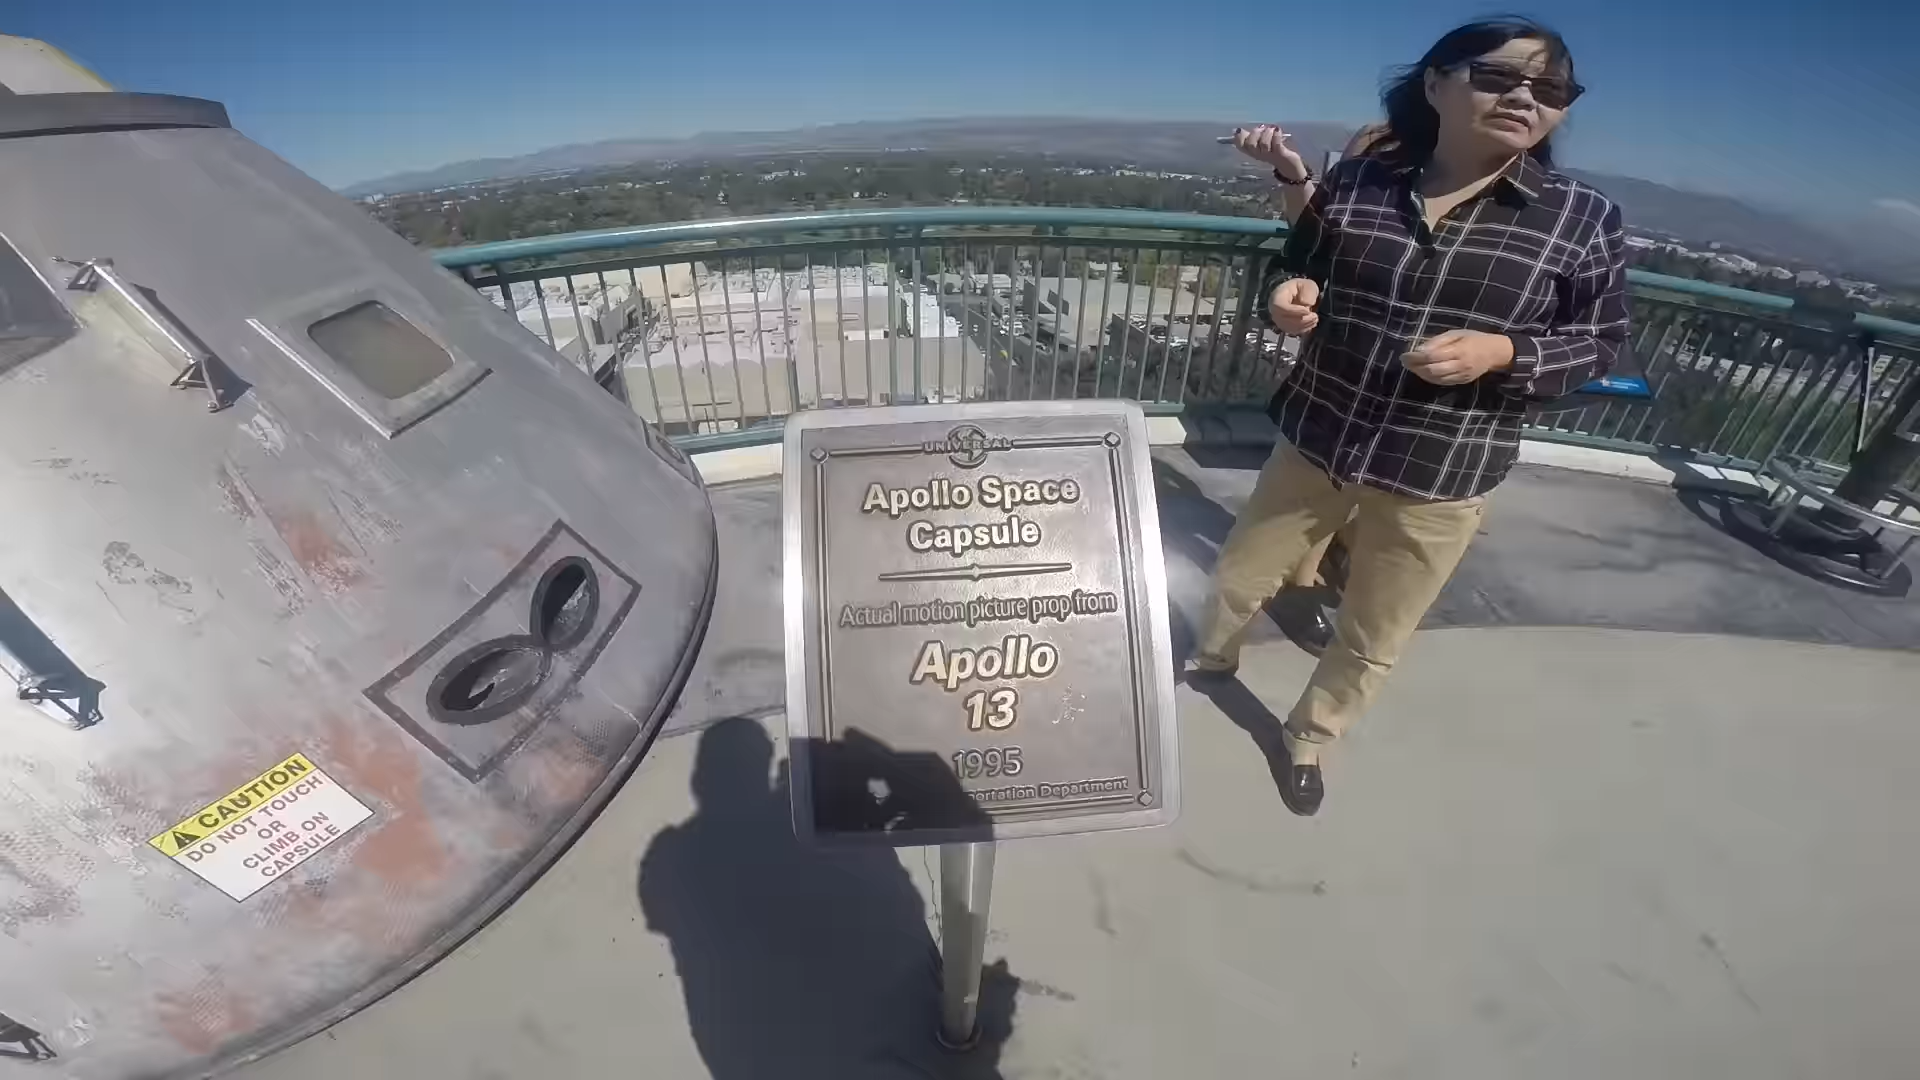 UNIVERSAL
Apollo Space
Capsule
Actual motion picture prop from
Apollo
13
1995
Department
CAUTION
DO NOT TOUCH
OR
CLIMB ON
CAPSULE